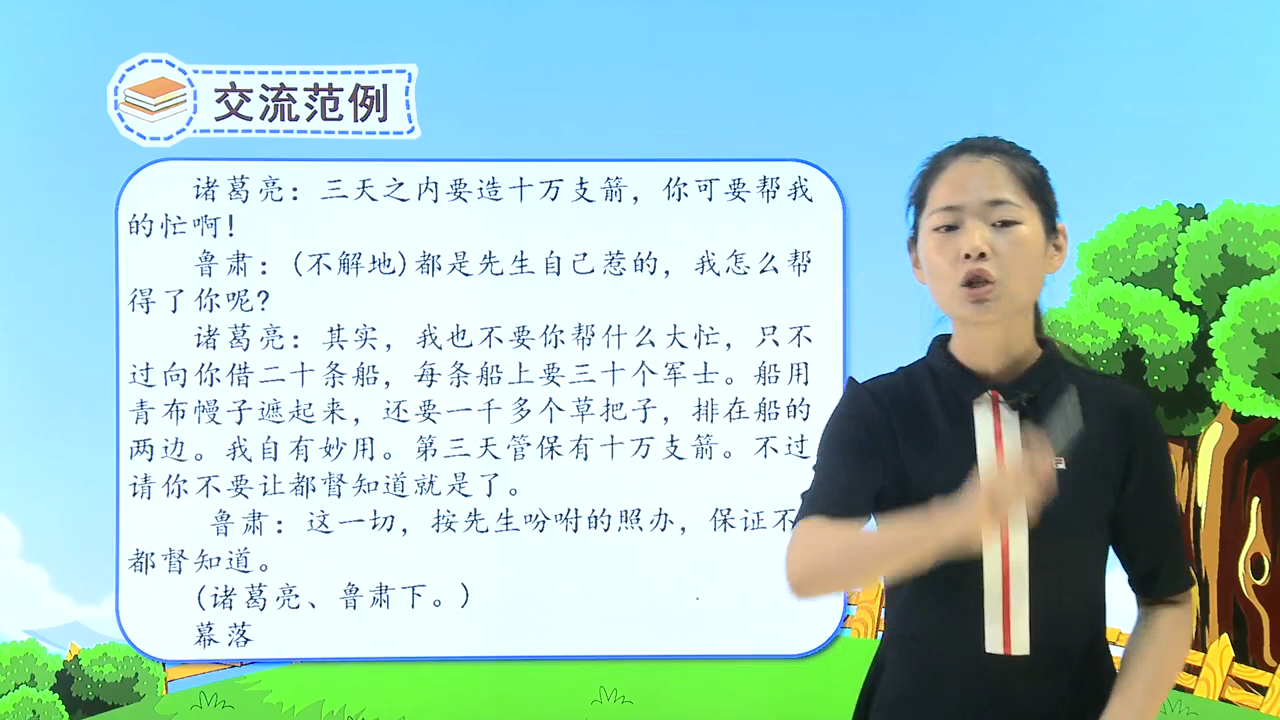 交流范例
诸葛亮：三天之内要造十万支箭，你可要帮我
的忙啊！
鲁肃：(不解地)都是先生自己惹的，我怎么帮
得了你呢?
诸葛亮：其实，我也不要你帮什么大忙，只不
过向你借二十条船，每条船上要三十个军士。船用
青布幔子遮起来，还要一千多个草把子，排在船的
两边。我自有妙用。第三天管保有十万支箭。不过
请你不要让都督知道就是了。
鲁肃：这一切，按先生吩咐的照办，保证不
都督知道。
(诸葛亮、鲁肃下。)
幕落